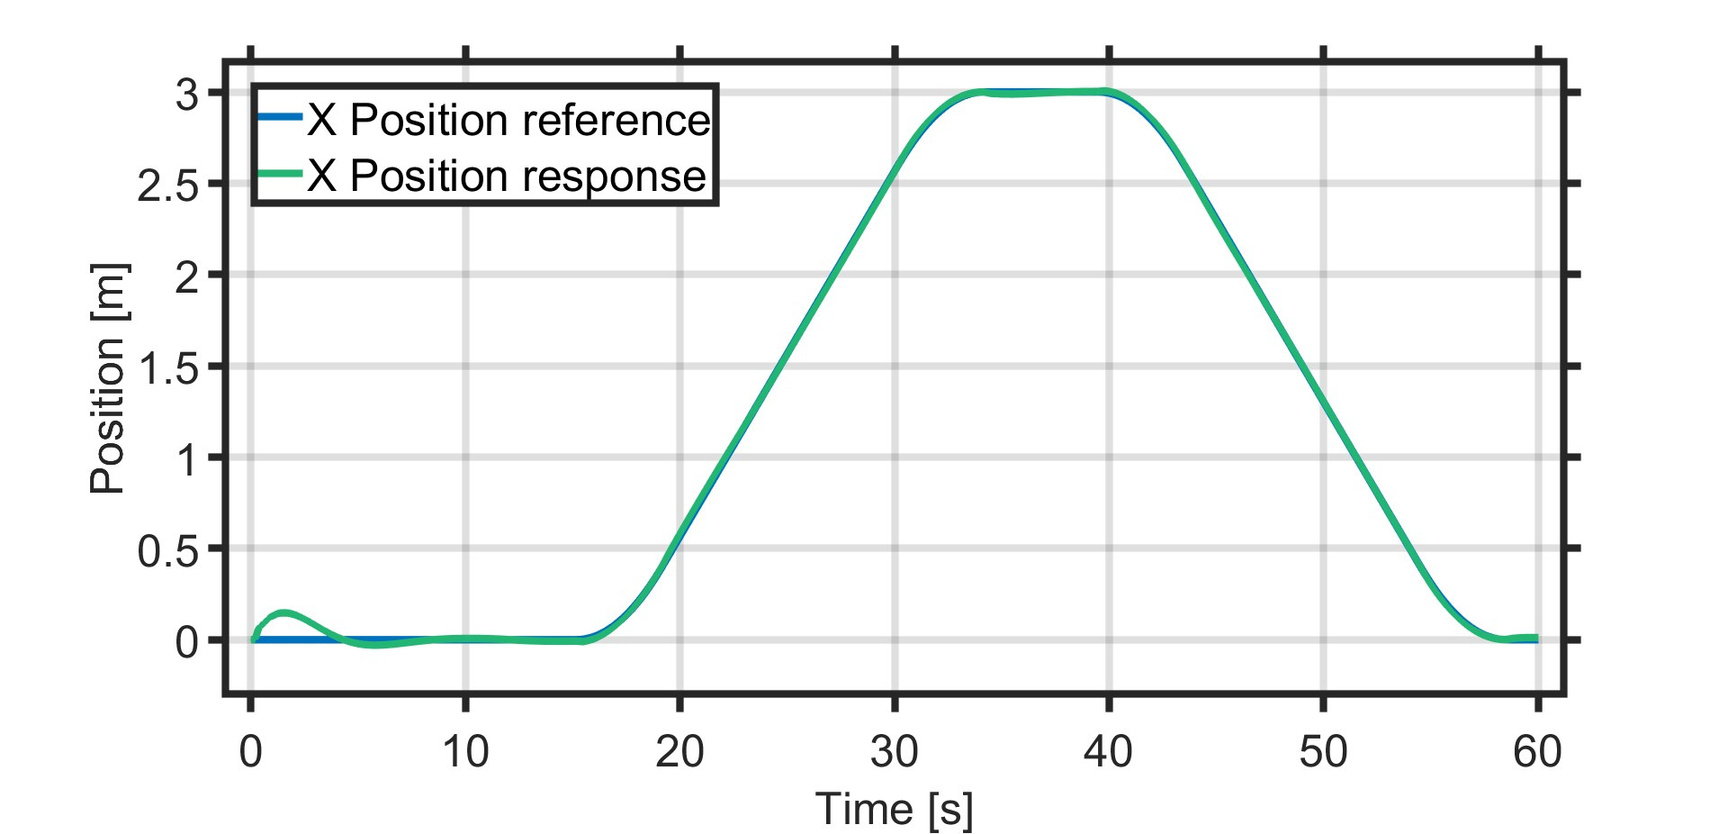 X Position reference
X Position response
3
2.5
2
1.5
1
0.5
0
Position [m]
0 10 20 30 40 50 60
Time [s]